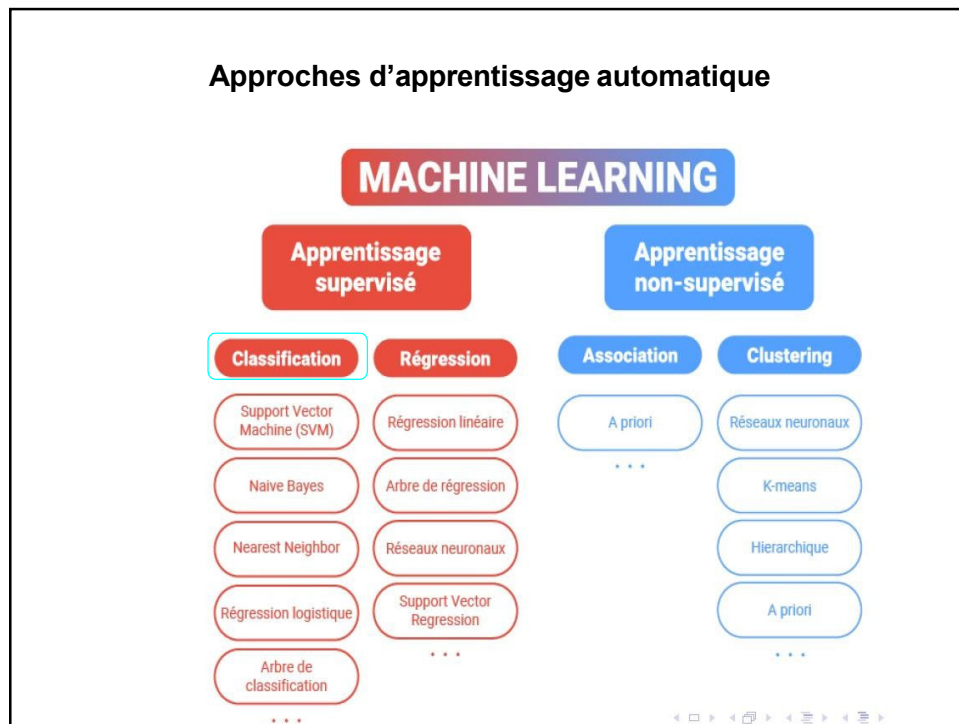 Approches d’apprentissage automatique
MACHINE LEARNING
Apprentissage
supervisé
Classification
Support Vector
Machine (SVM)
Naive Bayes
Nearest Neighbor
Régression logistique
Arbre de
classification
• • •
Régression
Régression linéaire
Arbre de régression
Réseaux neuronaux
Support Vector
Regression
• • •
Apprentissage
non-supervisé
Association
A priori
• • •
Clustering
Réseaux neuronaux
K-means
Hierarchique
A priori
• • •